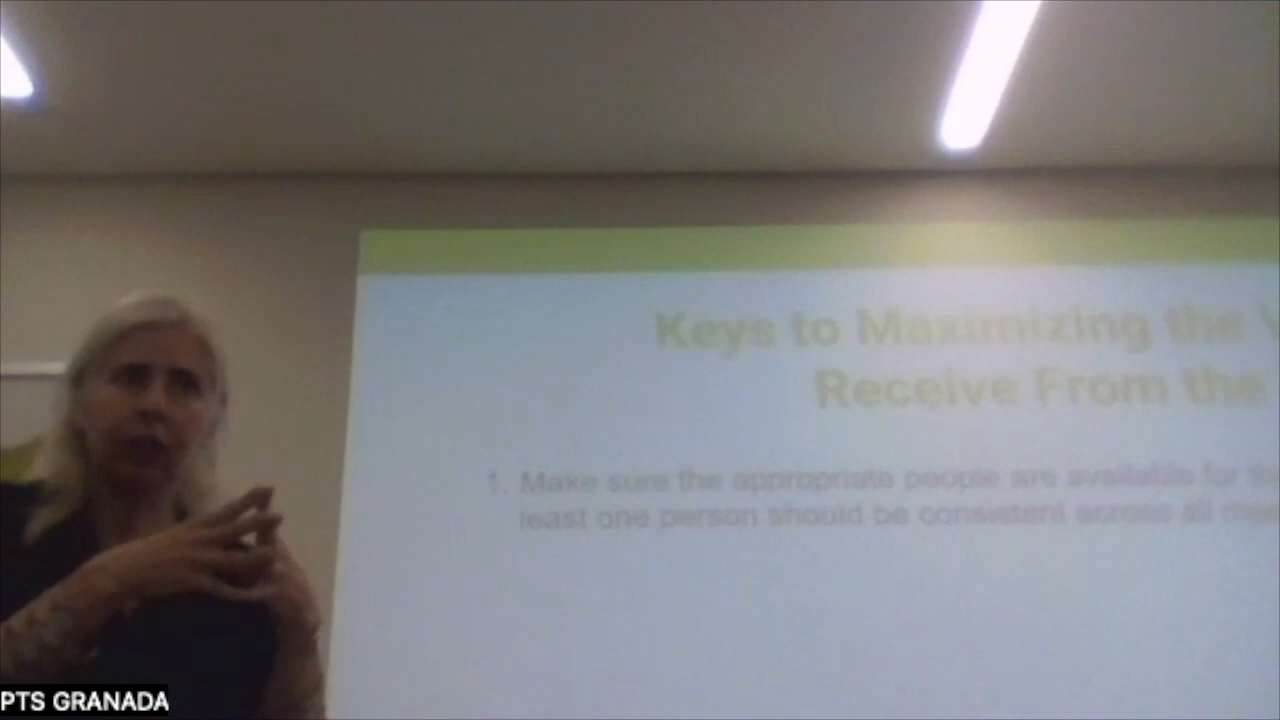 Keys to Maximizing the
Receive From the
1. Make sure the appropriate people are available for
least one person should be consistent across all
PTS GRANADA